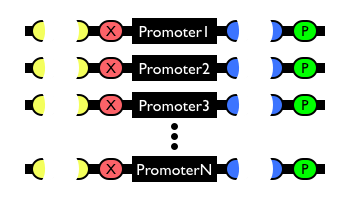 X Promoter1 P
X Promoter2 P
X Promoter3 P
X PromoterN P